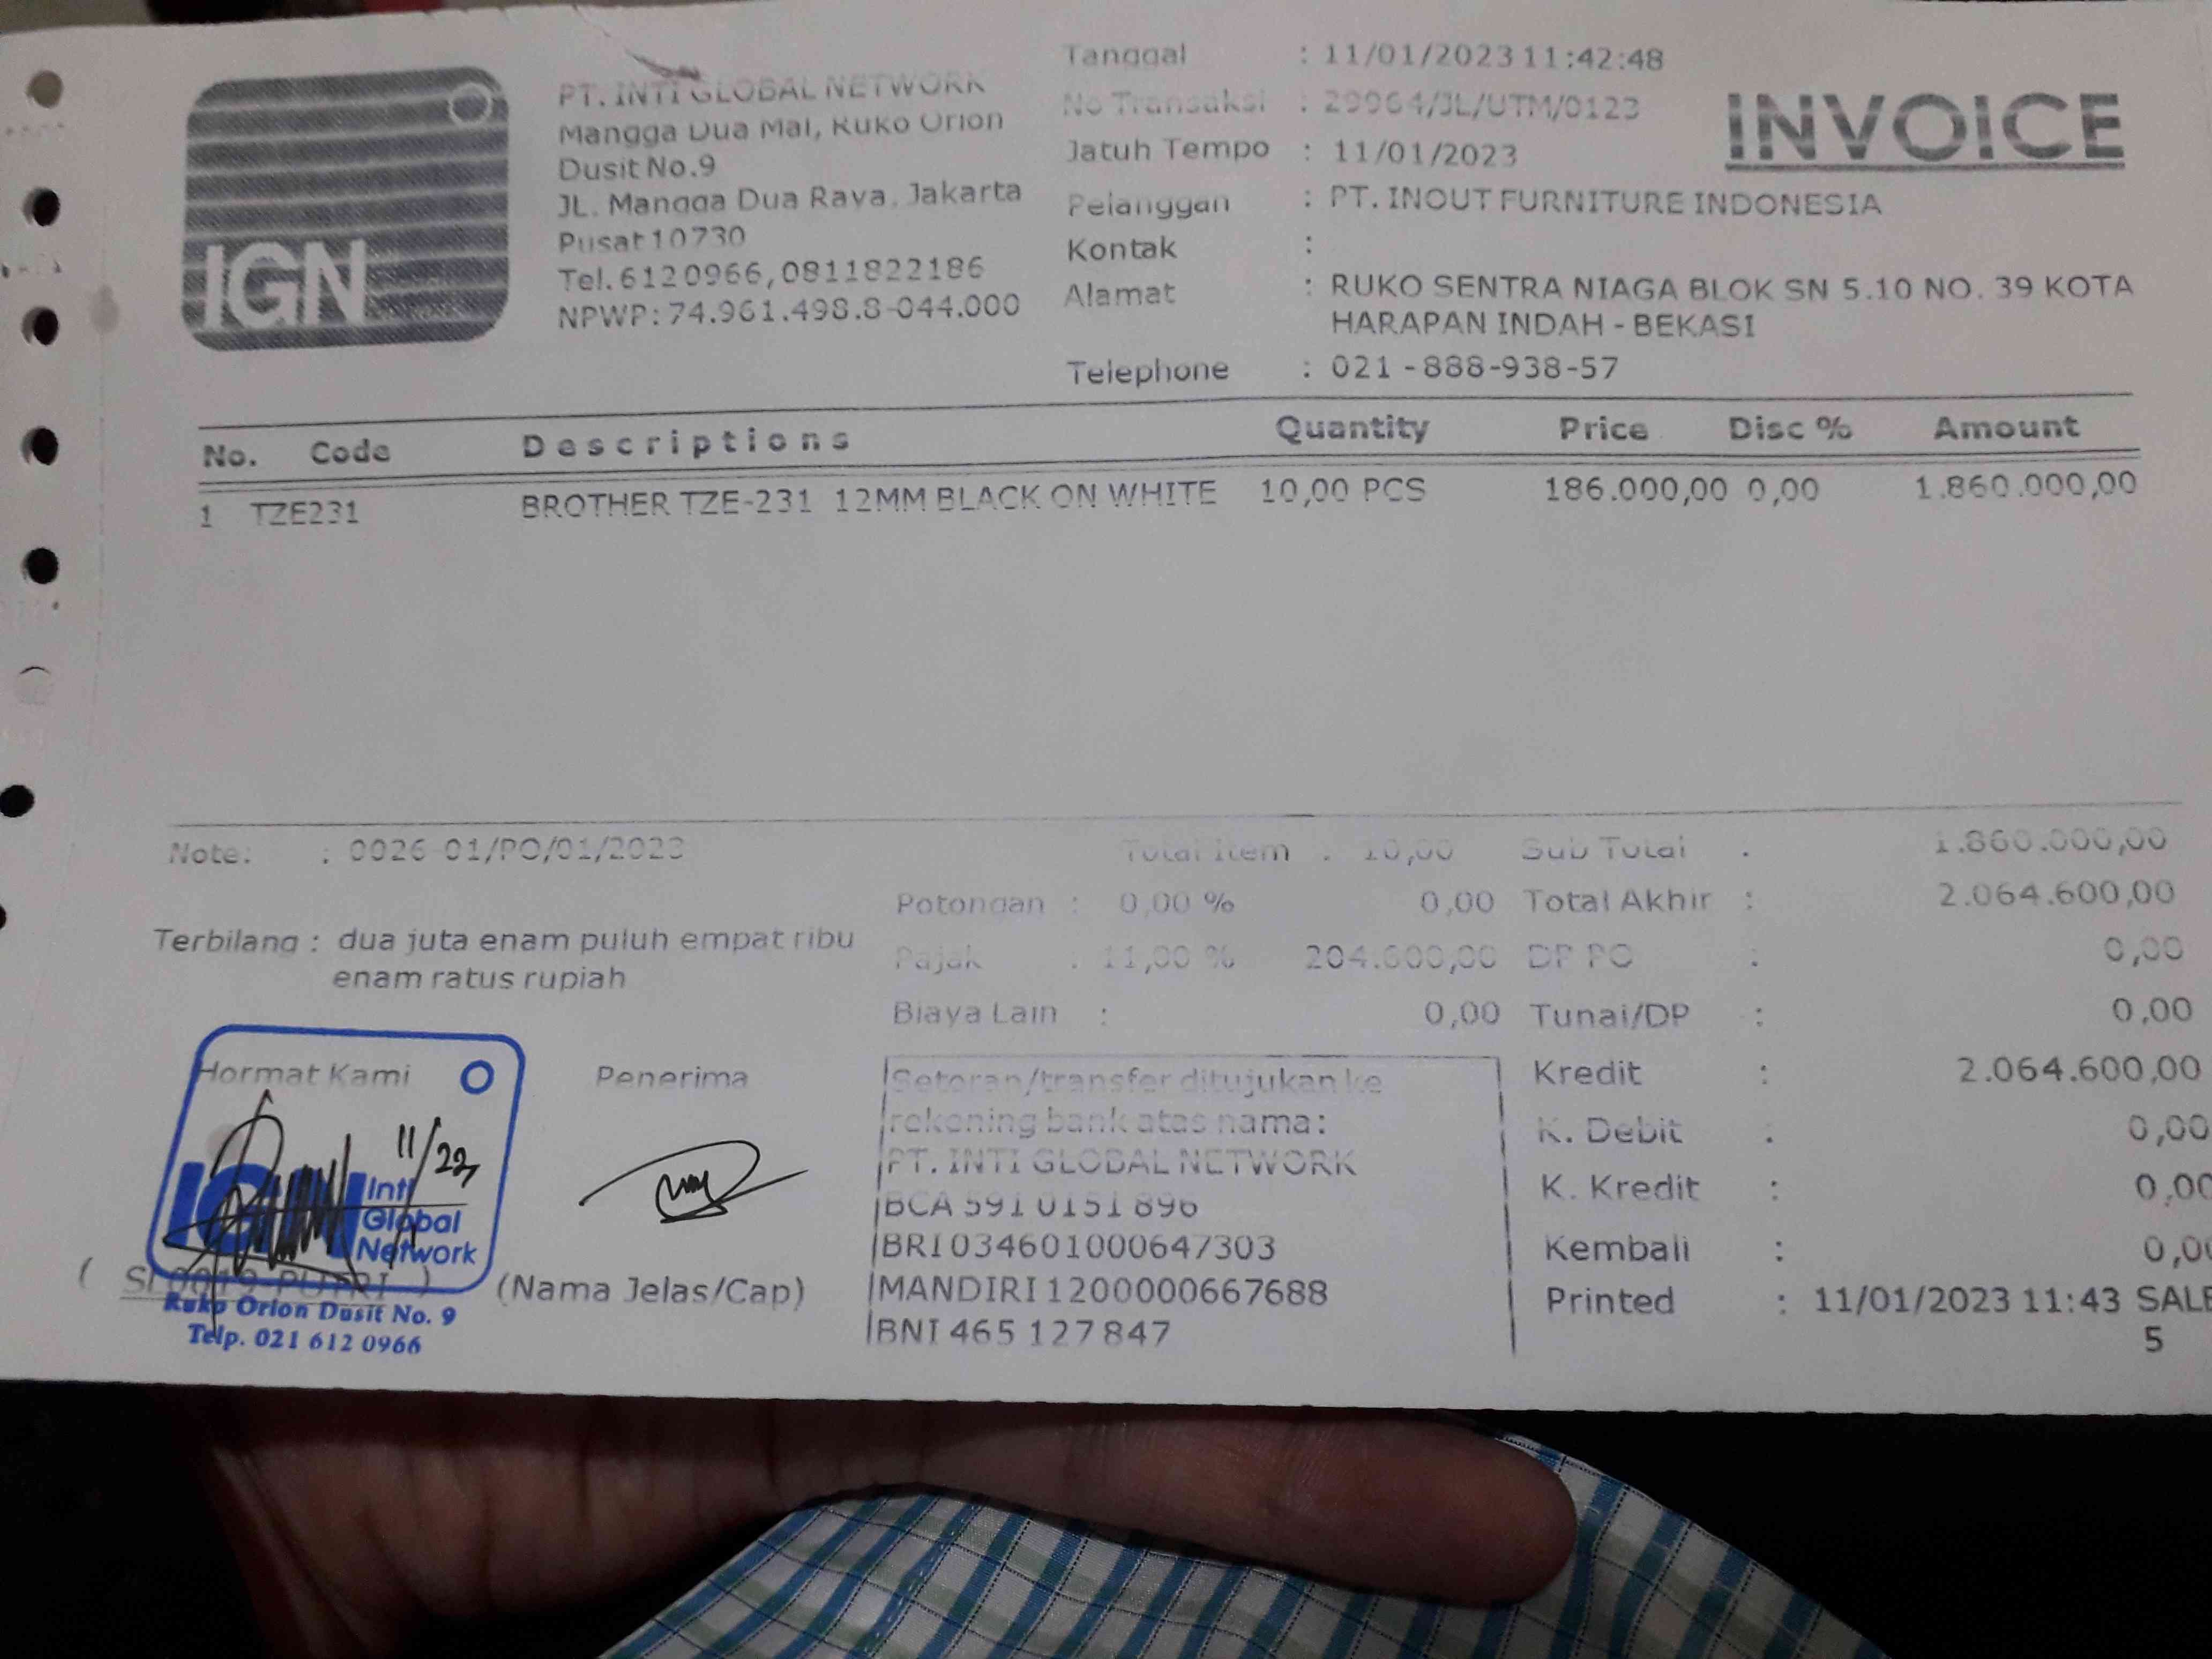 IGN
PT. INTI GLOBAL NETWORK
Mangga Dua Mal, Ruko Orion
Dusit No.9
JL. Mangga Dua Raya, Jakarta
Pusat 10730
Tel. 6120966, 0811822186
NPWP: 74.961.498.8-044.000
Tanggal : 11/01/2023 11:42:48
No Transaksi : 29964/JL/UTM/0123
Jatuh Tempo : 11/01/2023
Pelanggan : PT. INOUT FURNITURE INDONESIA
Kontak :
Alamat : RUKO SENTRA NIAGA BLOK SN 5.10 NO. 39 KOTA
HARAPAN INDAH - BEKASI
Telephone : 021 - 888-938-57
INVOICE
No. Code Descriptions Quantity Price Disc % Amount
1 TZE231 BROTHER TZE-231 12MM BLACK ON WHITE 10,00 PCS 186.000,00 0,00 1.860.000,00
Note: : 0026-01/PO/01/2023 Total Item : 10,00 Sub Total : 1.860.000,00
Potongan : 0,00 % 0,00 Total Akhir : 2.064.600,00
Terbilang : dua juta enam puluh empat ribu
enam ratus rupiah
Pajak : 11,00 % 204.600,00 DP PO : 0,00
Biaya Lain : 0,00 Tunai/DP : 0,00
Kredit : 2.064.600,00
K. Debit : 0,00
K. Kredit : 0,00
Kembali : 0,00
Printed : 11/01/2023 11:43 SALE
5
Setoran/transfer ditujukan ke
rekening bank atas nama:
PT. INTI GLOBAL NETWORK
BCA 591 0151 896
BRI 034601000647303
MANDIRI 1200000667688
BNI 465 127 847
Hormat Kami
11/22
Inti
Global
Network
( SL0019 PUTRI )
Ruko Orion Dusit No. 9
Telp. 021 612 0966
Penerima
(Nama Jelas/Cap)